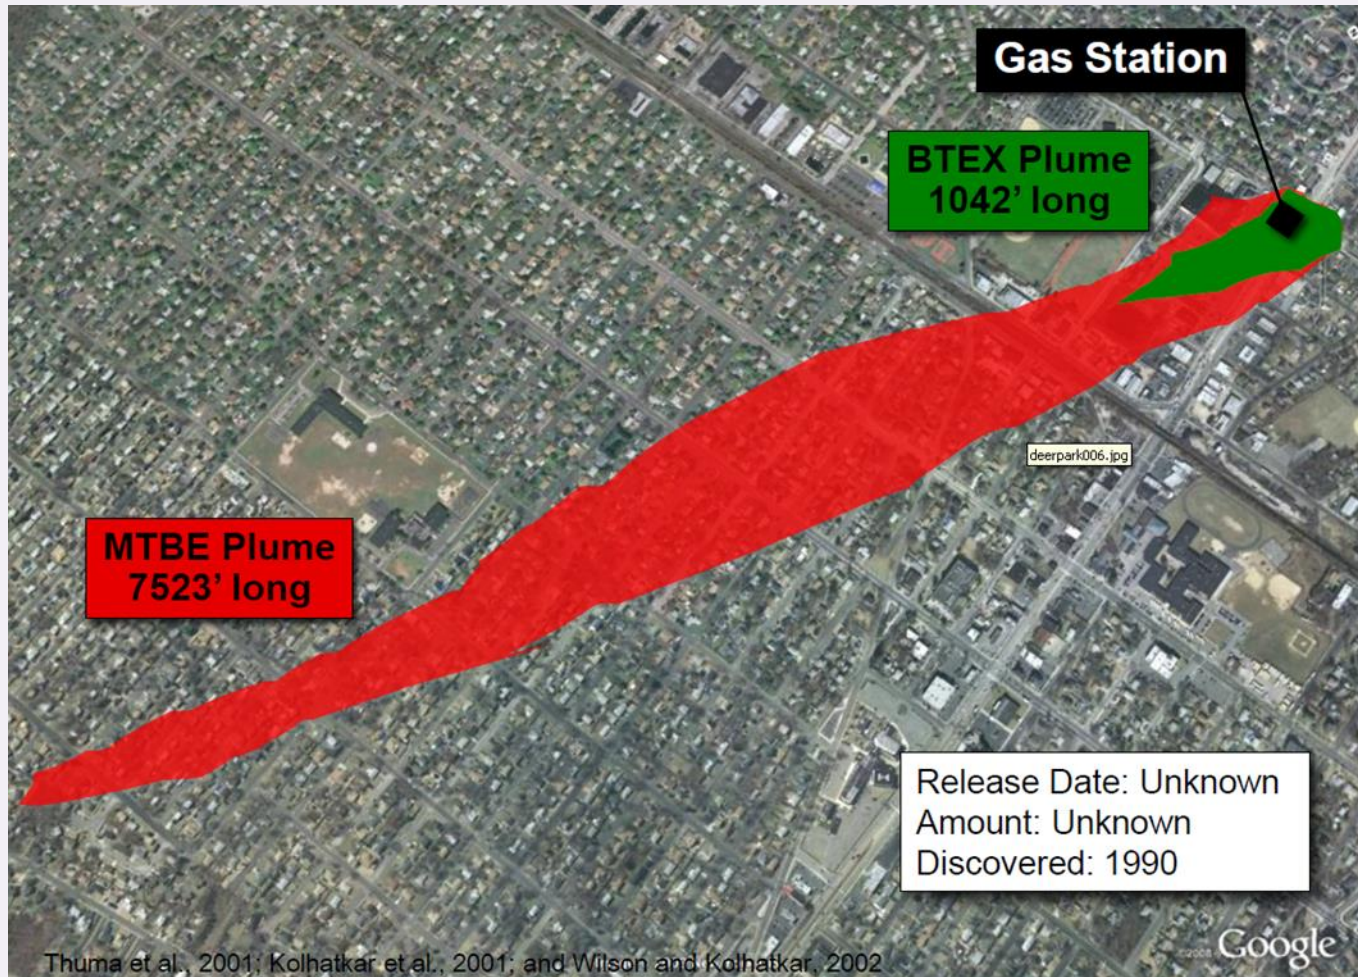 Gas Station
BTEX Plume
1042’ long
deerpark006.jpg
MTBE Plume
7523’ long
Release Date: Unknown
Amount: Unknown
Discovered: 1990
©2008 Google
Thuma et al., 2001; Kolhatkar et al., 2001; and Wilson and Kolhatkar, 2002